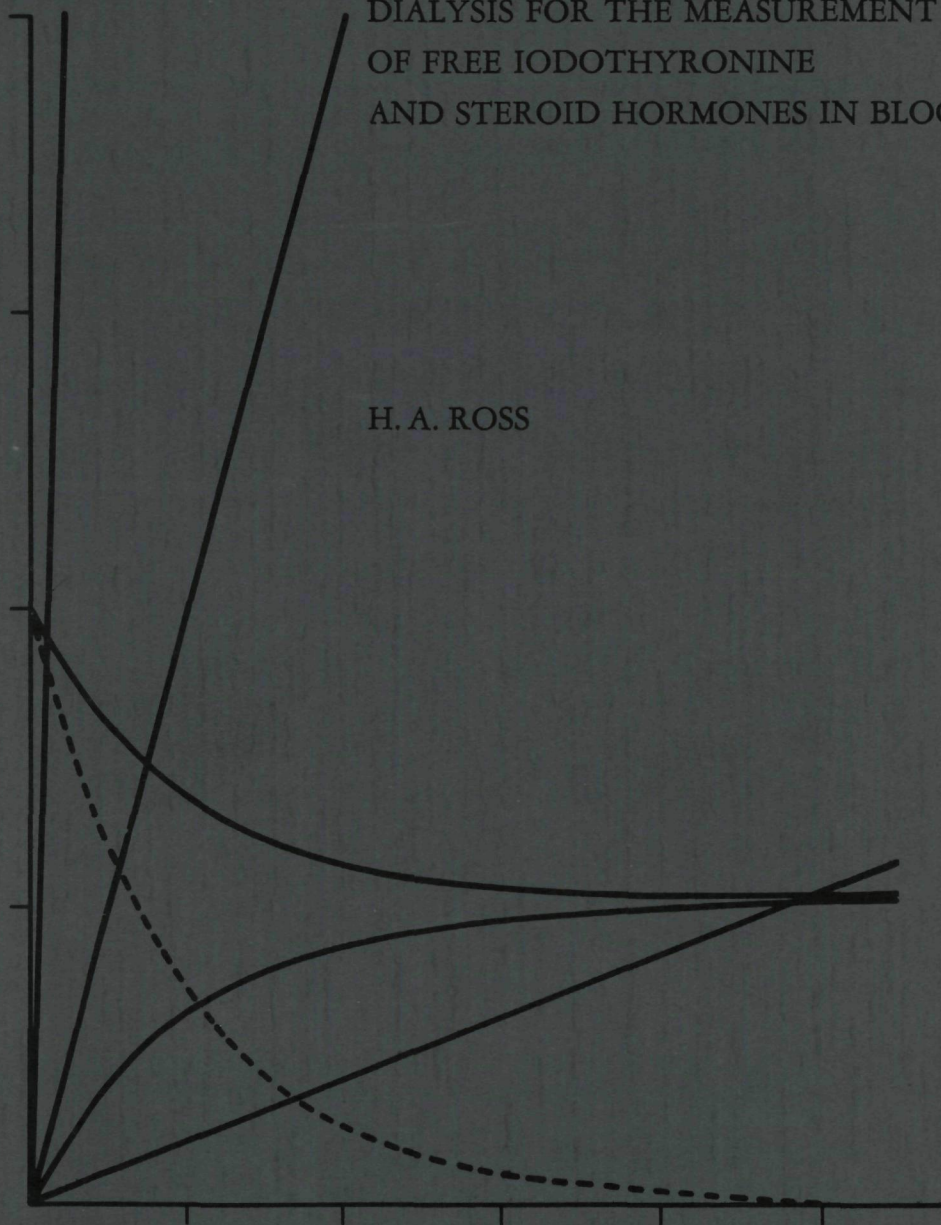 DIALYSIS FOR THE MEASUREMENT
OF FREE IODOTHYRONINE
AND STEROID HORMONES IN
H. A. ROSS